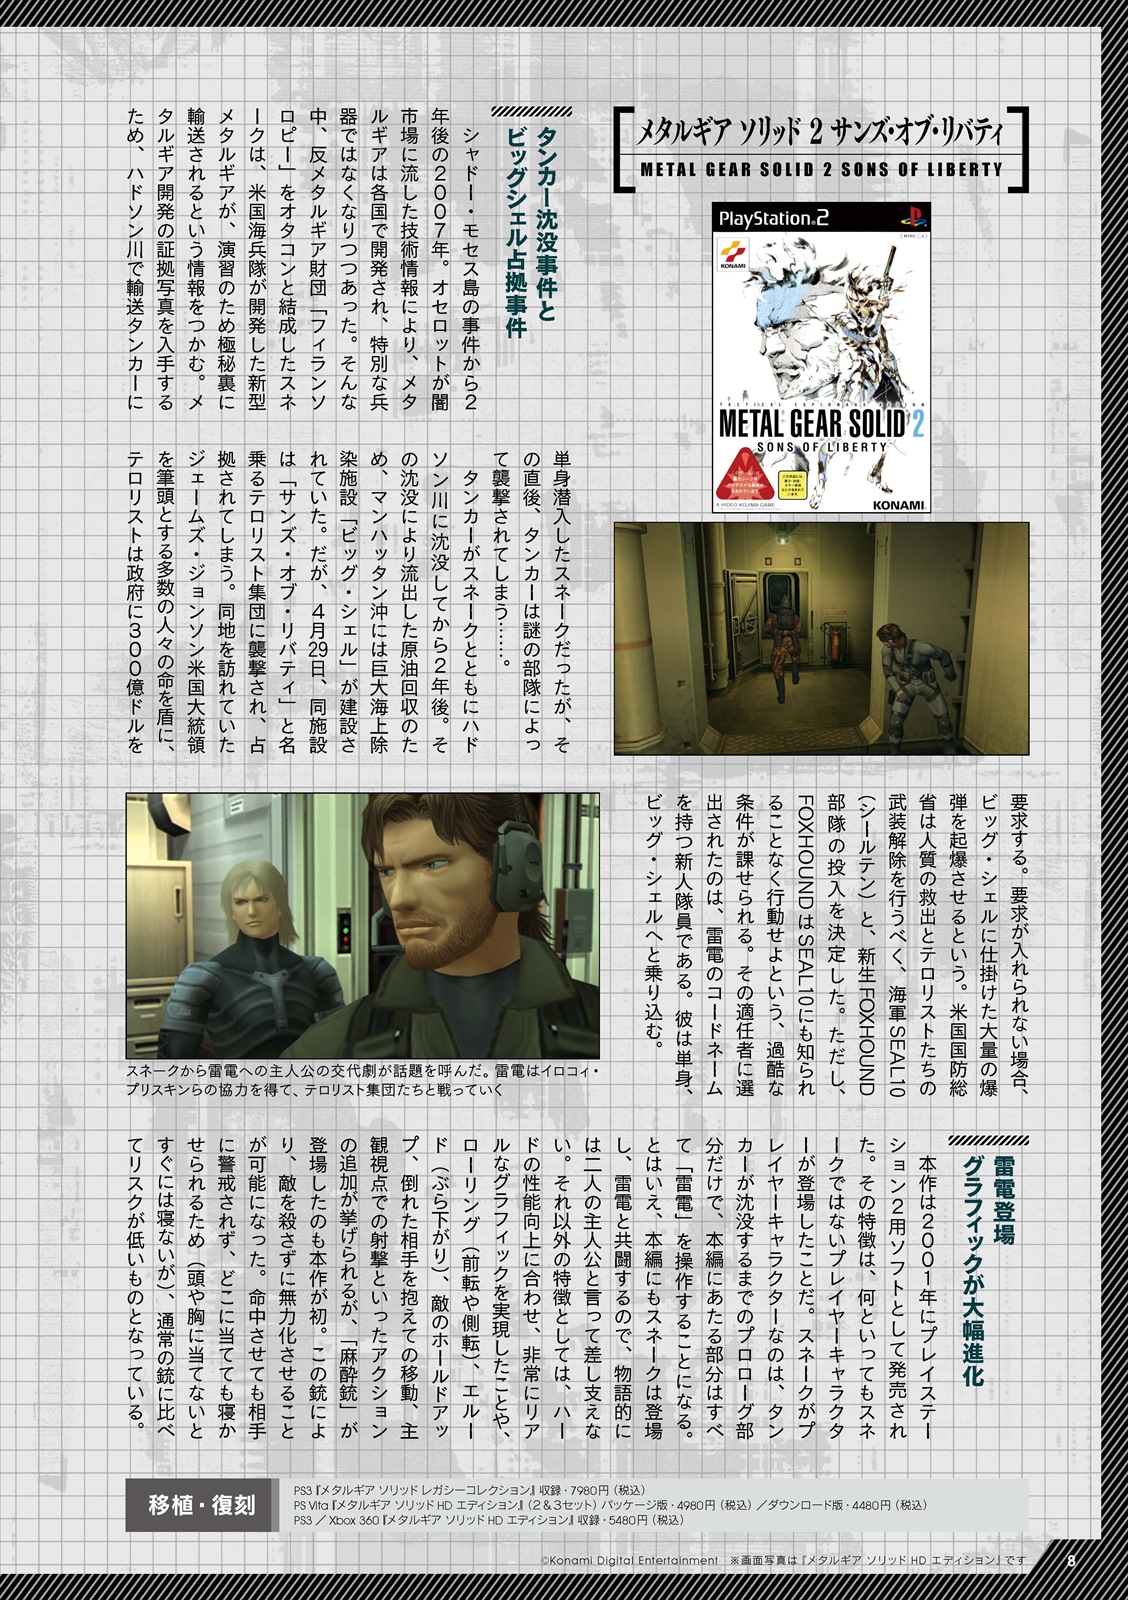 メタルギア ソリッド 2 サンズ・オブ・リバティ
METAL GEAR SOLID 2 SONS OF LIBERTY
PlayStation.2
KONAMI
TACTICAL ESPIONAGE ACTION
METAL GEAR SOLID 2
SONS OF LIBERTY
A HIDEO KOJIMA GAME
KONAMI
タンカー沈没事件と
ビッグシェル占拠事件
シャドー・モセス島の事件から2
年後の2007年。オセロットが闇
市場に流した技術情報により、メタ
ルギアは各国で開発され、特別な兵
器ではなくなりつつあった。そんな
中、反メタルギア財団「フィランソ
ロピー」をオタコンと結成したスネ
ークは、米国海兵隊が開発した新型
メタルギアが、演習のため極秘裏に
輸送されるという情報をつかむ。メ
タルギア開発の証拠写真を入手する
ため、ハドソン川で輸送タンカーに
単身潜入したスネークだったが、そ
の直後、タンカーは謎の部隊によっ
て襲撃されてしまう……。
タンカーがスネークとともにハド
ソン川に沈没してから2年後。そ
の沈没により流出した原油回収のた
め、マンハッタン沖には巨大海上除
染施設「ビッグ・シェル」が建設さ
れていた。だが、4月29日、同施設
は「サンズ・オブ・リバティ」と名
乗るテロリスト集団に襲撃され、占
拠されてしまう。同地を訪れていた
ジェームズ・ジョンソン米国大統領
を筆頭とする多数の人々の命を盾に、
テロリストは政府に300億ドルを
要求する。要求が入れられない場合、
ビッグ・シェルに仕掛けた大量の爆
弾を起爆させるという。米国国防総
省は人質の救出とテロリストたちの
武装解除を行うべく、海軍SEAL10
（シールテン）と、新生FOXHOUND
部隊の投入を決定した。ただし、
FOXHOUNDはSEAL10にも知られ
ることなく行動せよという、過酷な
条件が課せられる。その適任者に選
出されたのは、雷電のコードネーム
を持つ新人隊員である。彼は単身、
ビッグ・シェルへと乗り込む。
スネークから雷電への主人公の交代劇が話題を呼んだ。雷電はイロコィ・
プリスキンらの協力を得て、テロリスト集団たちと戦っていく
雷電登場
グラフィックが大幅進化
本作は2001年にプレイステー
ション2用ソフトとして発売され
た。その特徴は、何といってもスネ
ークではないプレイヤーキャラクタ
ーが登場したことだ。スネークがプ
レイヤーキャラクターなのは、タン
カーが沈没するまでのプロローグ部
分だけで、本編にあたる部分はすべ
て「雷電」を操作することになる。
とはいえ、本編にもスネークは登場
し、雷電と共闘するので、物語的に
は二人の主人公と言って差し支えな
い。それ以外の特徴としては、ハー
ドの性能向上に合わせ、非常にリア
ルなグラフィックを実現したことや、
ローリング（前転や側転）、エルー
ド（ぶら下がり）、敵のホールドアッ
プ、倒れた相手を抱えての移動、主
観視点での射撃といったアクション
の追加が挙げられるが、「麻酔銃」が
登場したのも本作が初。この銃によ
り、敵を殺さずに無力化させること
が可能になった。命中させても相手
に警戒されず、どこに当てても寝か
せられるため（頭や胸に当てないと
すぐには寝ないが）、通常の銃に比べ
てリスクが低いものとなっている。
移植・復刻
PS3『メタルギア ソリッド レガシーコレクション』収録・7980円（税込）
PS Vita『メタルギア ソリッド HD エディション』（2＆3セット）パッケージ版・4980円（税込）／ダウンロード版・4480円（税込）
PS3 ／ Xbox 360『メタルギア ソリッド HD エディション』収録・5480円（税込）
©Konami Digital Entertainment ※画面写真は『メタルギア ソリッド HD エディション』です
8